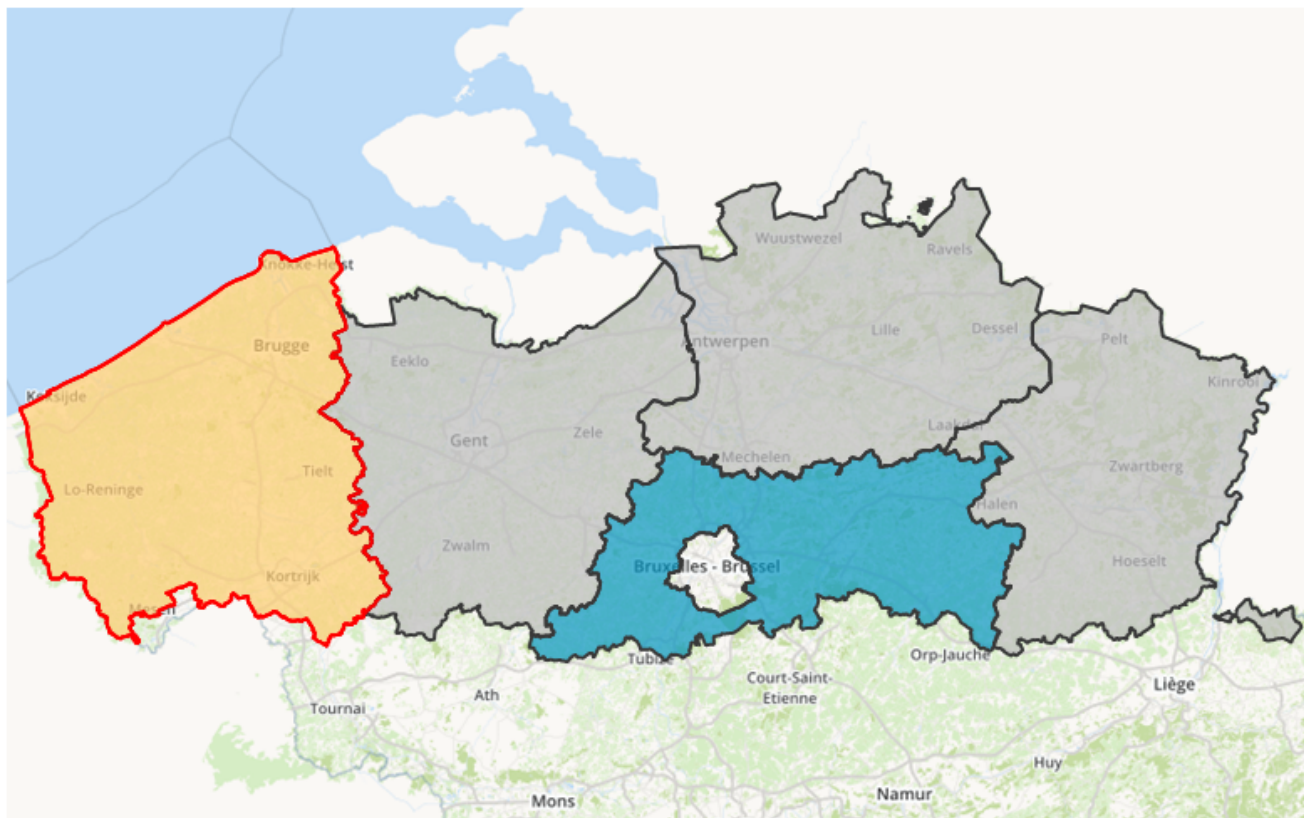 Wuustwezel
Ravels
Knokke-Heist
Lille
Dessel
Antwerpen
Pelt
Brugge
Eeklo
Kinrooi
Koksijde
Laakdal
Zele
Gent
Mechelen
Zwartberg
Tielt
Lo-Reninge
Halen
Zwalm
Hoeselt
Bruxelles - Brussel
Kortrijk
Mesen
Tubize
Orp-Jauche
Court-Saint-
Etienne
Liège
Ath
Tournai
Huy
Namur
Mons